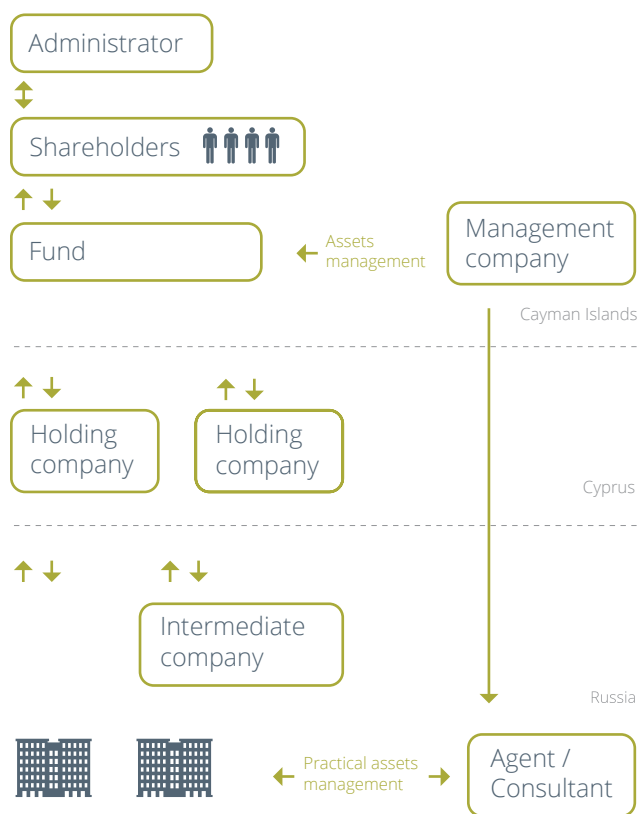 Administrator
Shareholders
Fund
Assets
management
Management
company
Cayman Islands
Holding
company
Holding
company
Cyprus
Intermediate
company
Russia
Practical assets
management
Agent /
Consultant